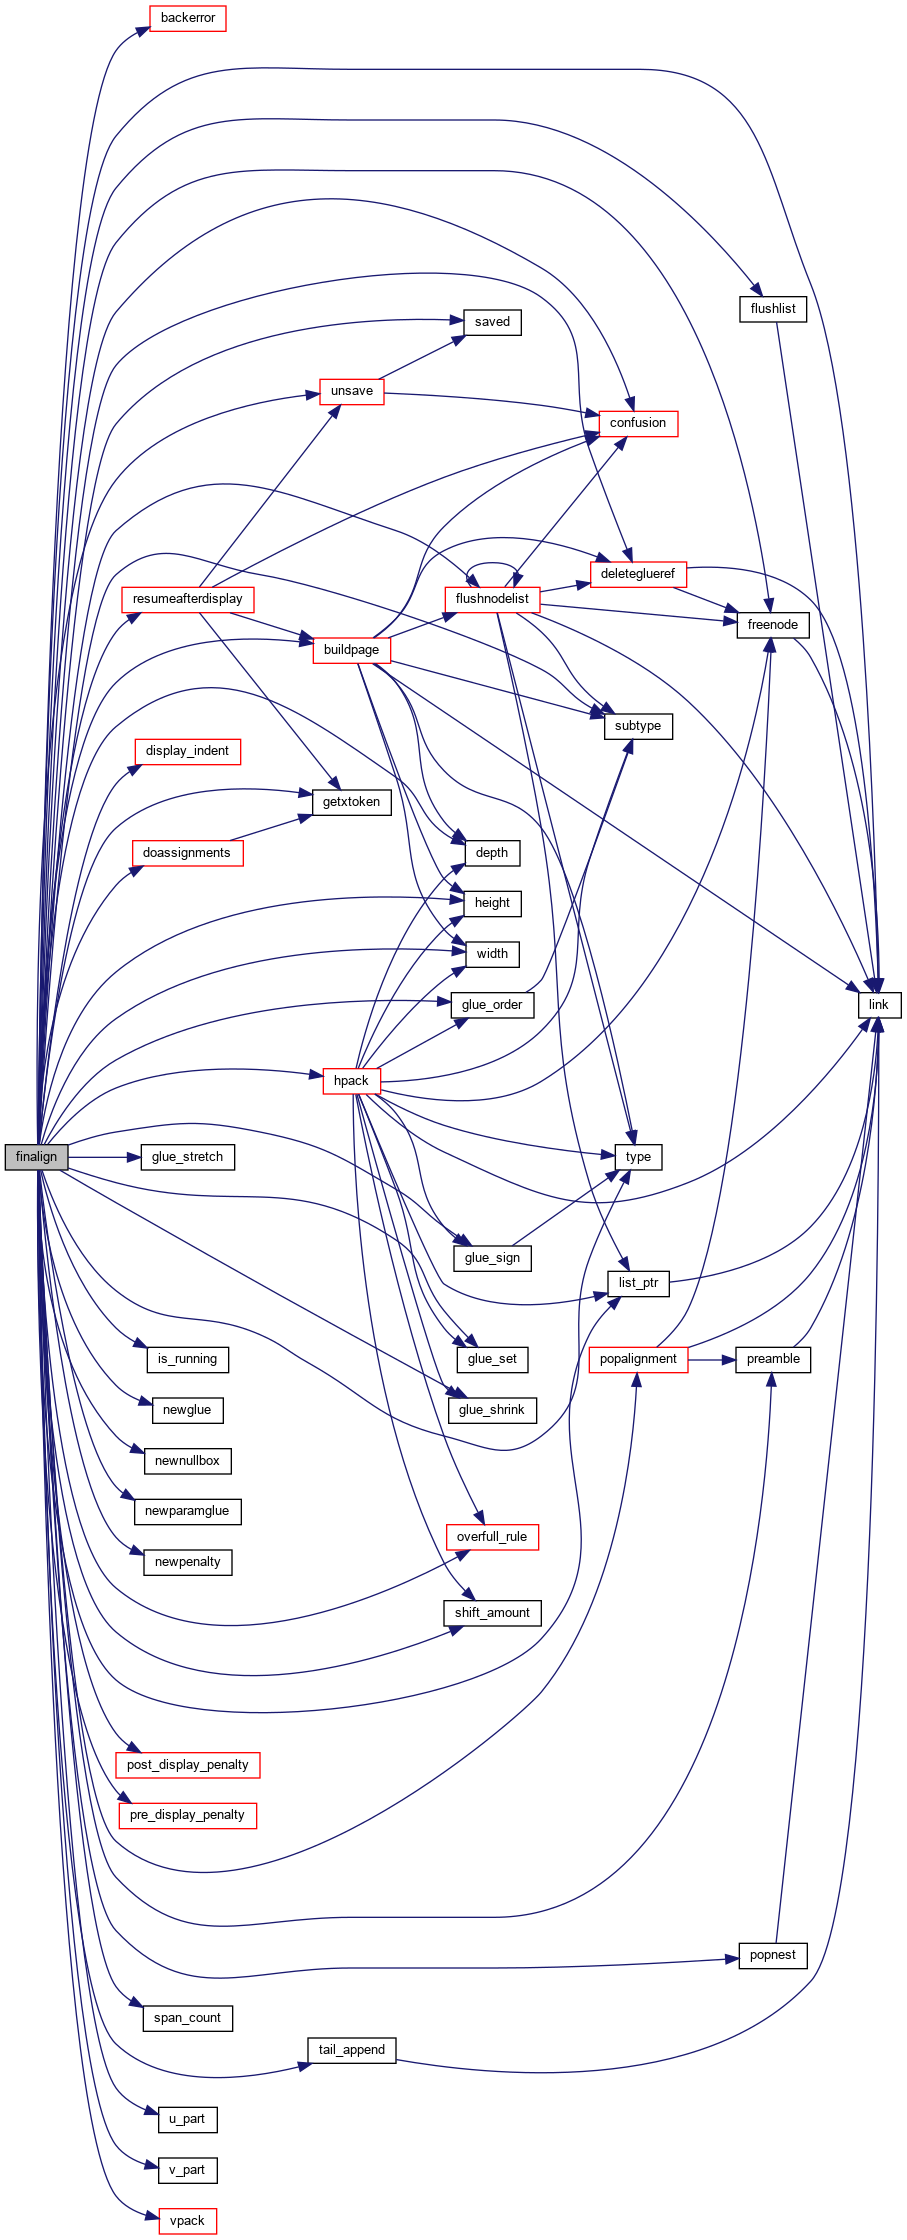 backerror
flushlist
saved
unsave
confusion
deleteglueref
resumeafterdisplay
flushnodelist
freenode
buildpage
subtype
display_indent
getxtoken
doassignments
depth
height
width
glue_order
link
hpack
finalign
glue_stretch
type
glue_sign
list_ptr
is_running
glue_set
popalignment
preamble
newglue
glue_shrink
newnullbox
newparamglue
overfull_rule
newpenalty
shift_amount
post_display_penalty
pre_display_penalty
popnest
span_count
tail_append
u_part
v_part
vpack